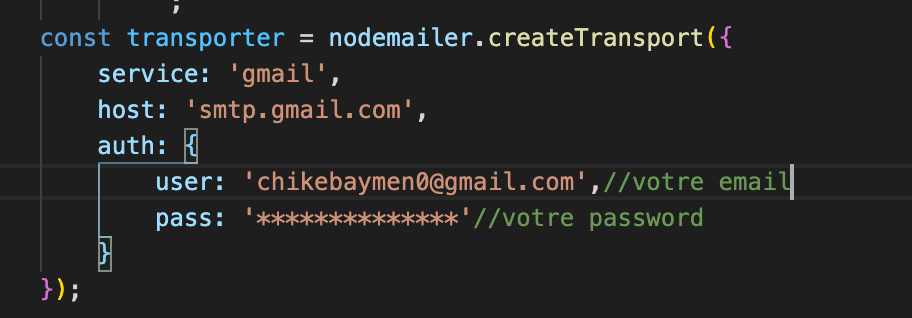 ;
const transporter = nodemailer.createTransport({
service: 'gmail',
host: 'smtp.gmail.com',
auth: {
user: 'chikebaymen0@gmail.com',//votre email
pass: '**************'//votre password
}
});